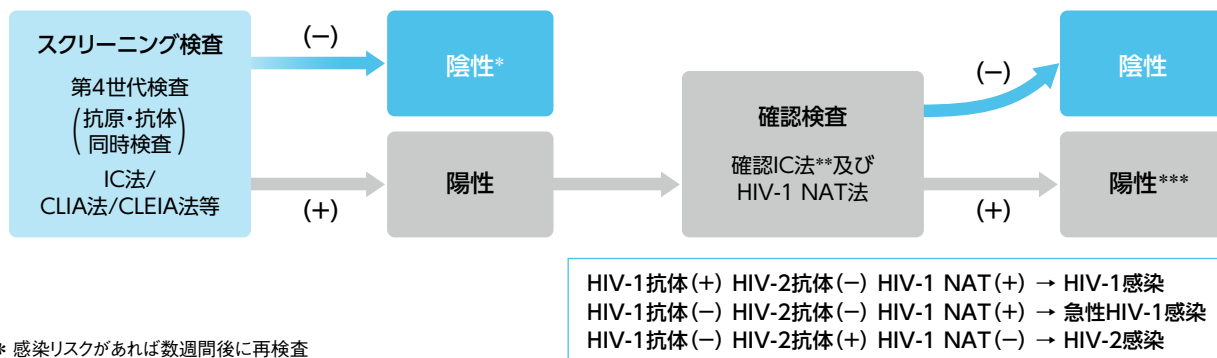 スクリーニング検査
第4世代検査
(抗原・抗体
同時検査)
IC法/
CLIA法/CLEIA法等
(−)
陰性*
(+)
陽性
確認検査
確認IC法**及び
HIV-1 NAT法
(−)
陰性
(+)
陽性***
HIV-1抗体(+) HIV-2抗体(−) HIV-1 NAT(+) → HIV-1感染
HIV-1抗体(−) HIV-2抗体(−) HIV-1 NAT(+) → 急性HIV-1感染
HIV-1抗体(−) HIV-2抗体(+) HIV-1 NAT(−) → HIV-2感染
* 感染リスクがあれば数週間後に再検査